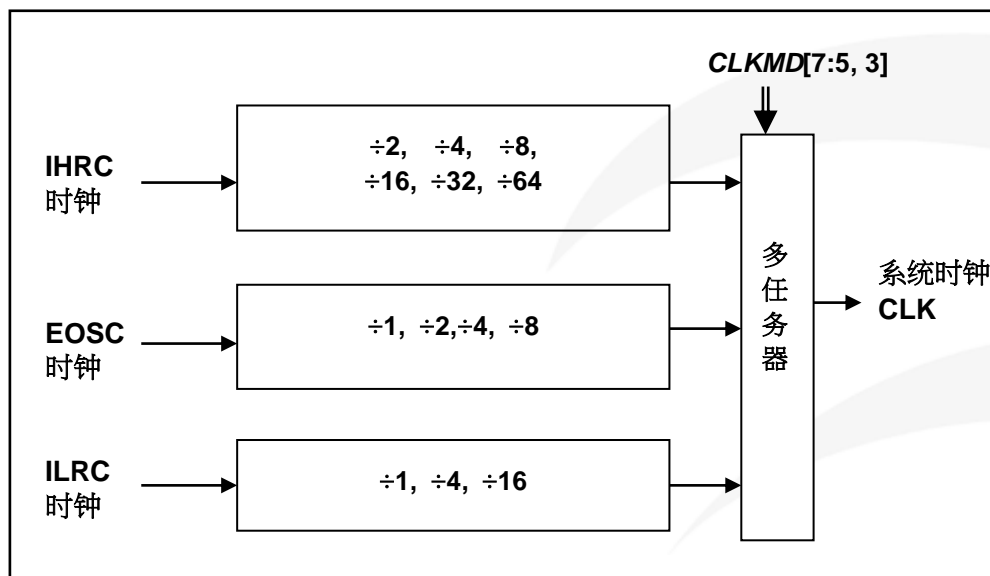 CLKMD[7:5, 3]
IHRC
时钟
÷2, ÷4, ÷8,
÷16, ÷32, ÷64
EOSC
时钟
÷1, ÷2,÷4, ÷8
ILRC
时钟
÷1, ÷4, ÷16
多
任
务
器
系统时钟
CLK